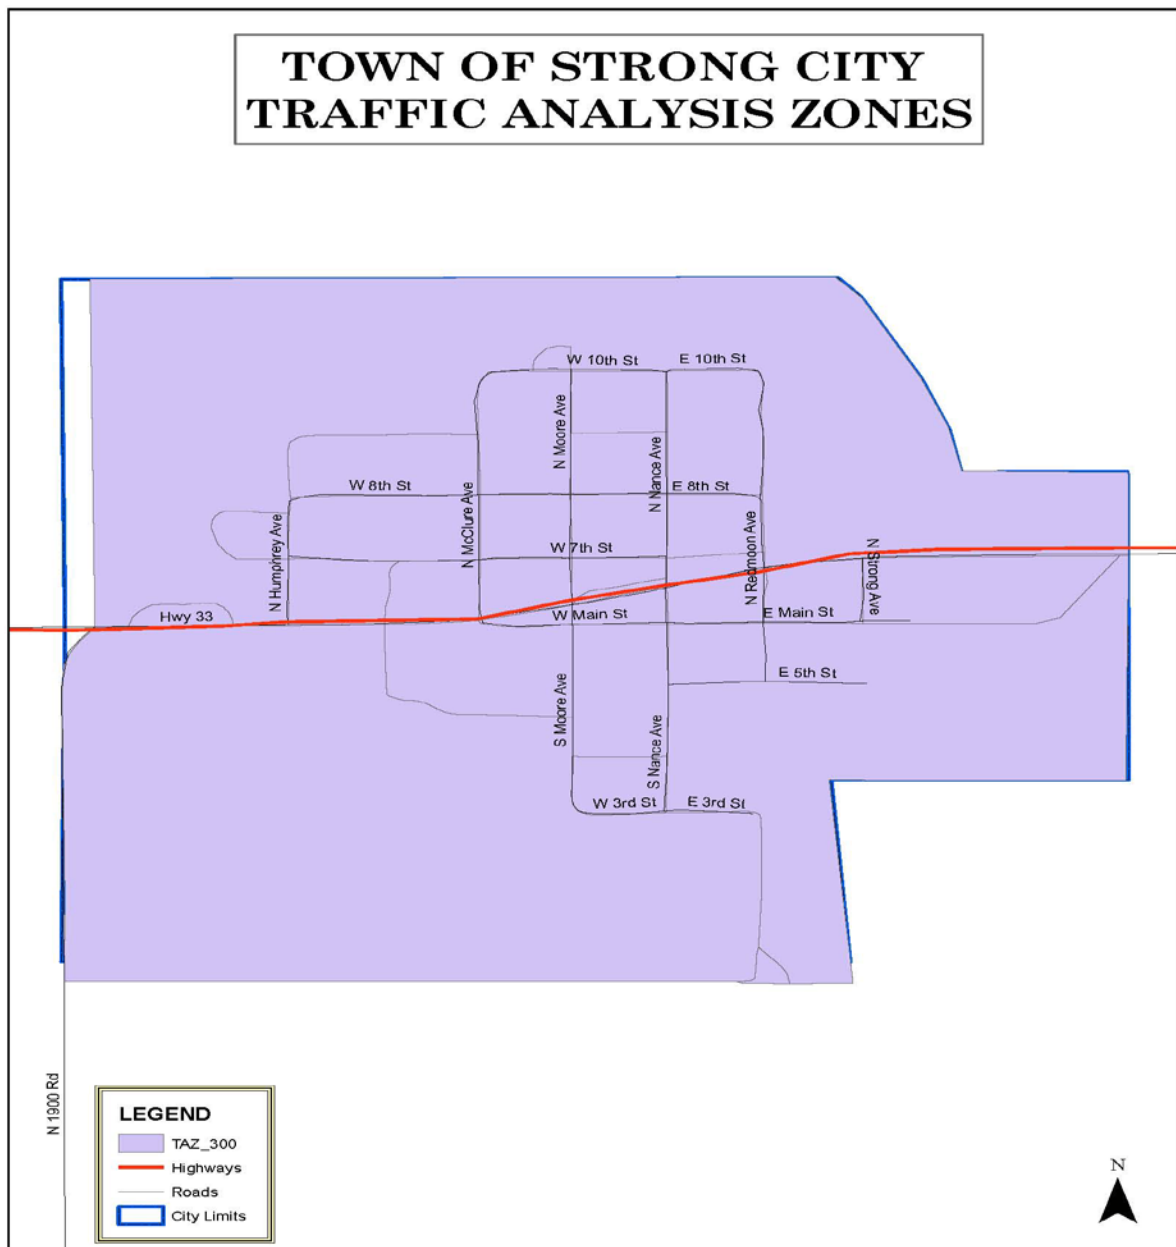 TOWN OF STRONG CITY
TRAFFIC ANALYSIS ZONES
W 10th St
E 10th St
N Moore Ave
N Nance Ave
W 8th St
E 8th St
N McClure Ave
N Humphrey Ave
W 7th St
N Redmoon Ave
N Strong Ave
Hwy 33
W Main St
E Main St
E 5th St
S Moore Ave
S Nance Ave
W 3rd St
E 3rd St
N 1900 Rd
LEGEND
TAZ_300
Highways
Roads
City Limits
N